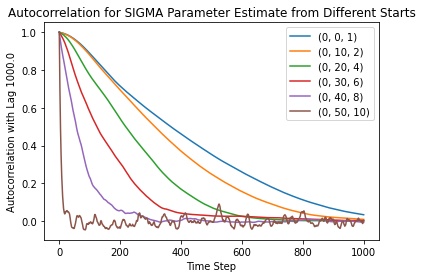 Autocorrelation for SIGMA Parameter Estimate from Different Starts
(0, 0, 1)
(0, 10, 2)
(0, 20, 4)
(0, 30, 6)
(0, 40, 8)
(0, 50, 10)
Autocorrelation with Lag 1000.0
1.0
0.8
0.6
0.4
0.2
0.0
0 200 400 600 800 1000
Time Step